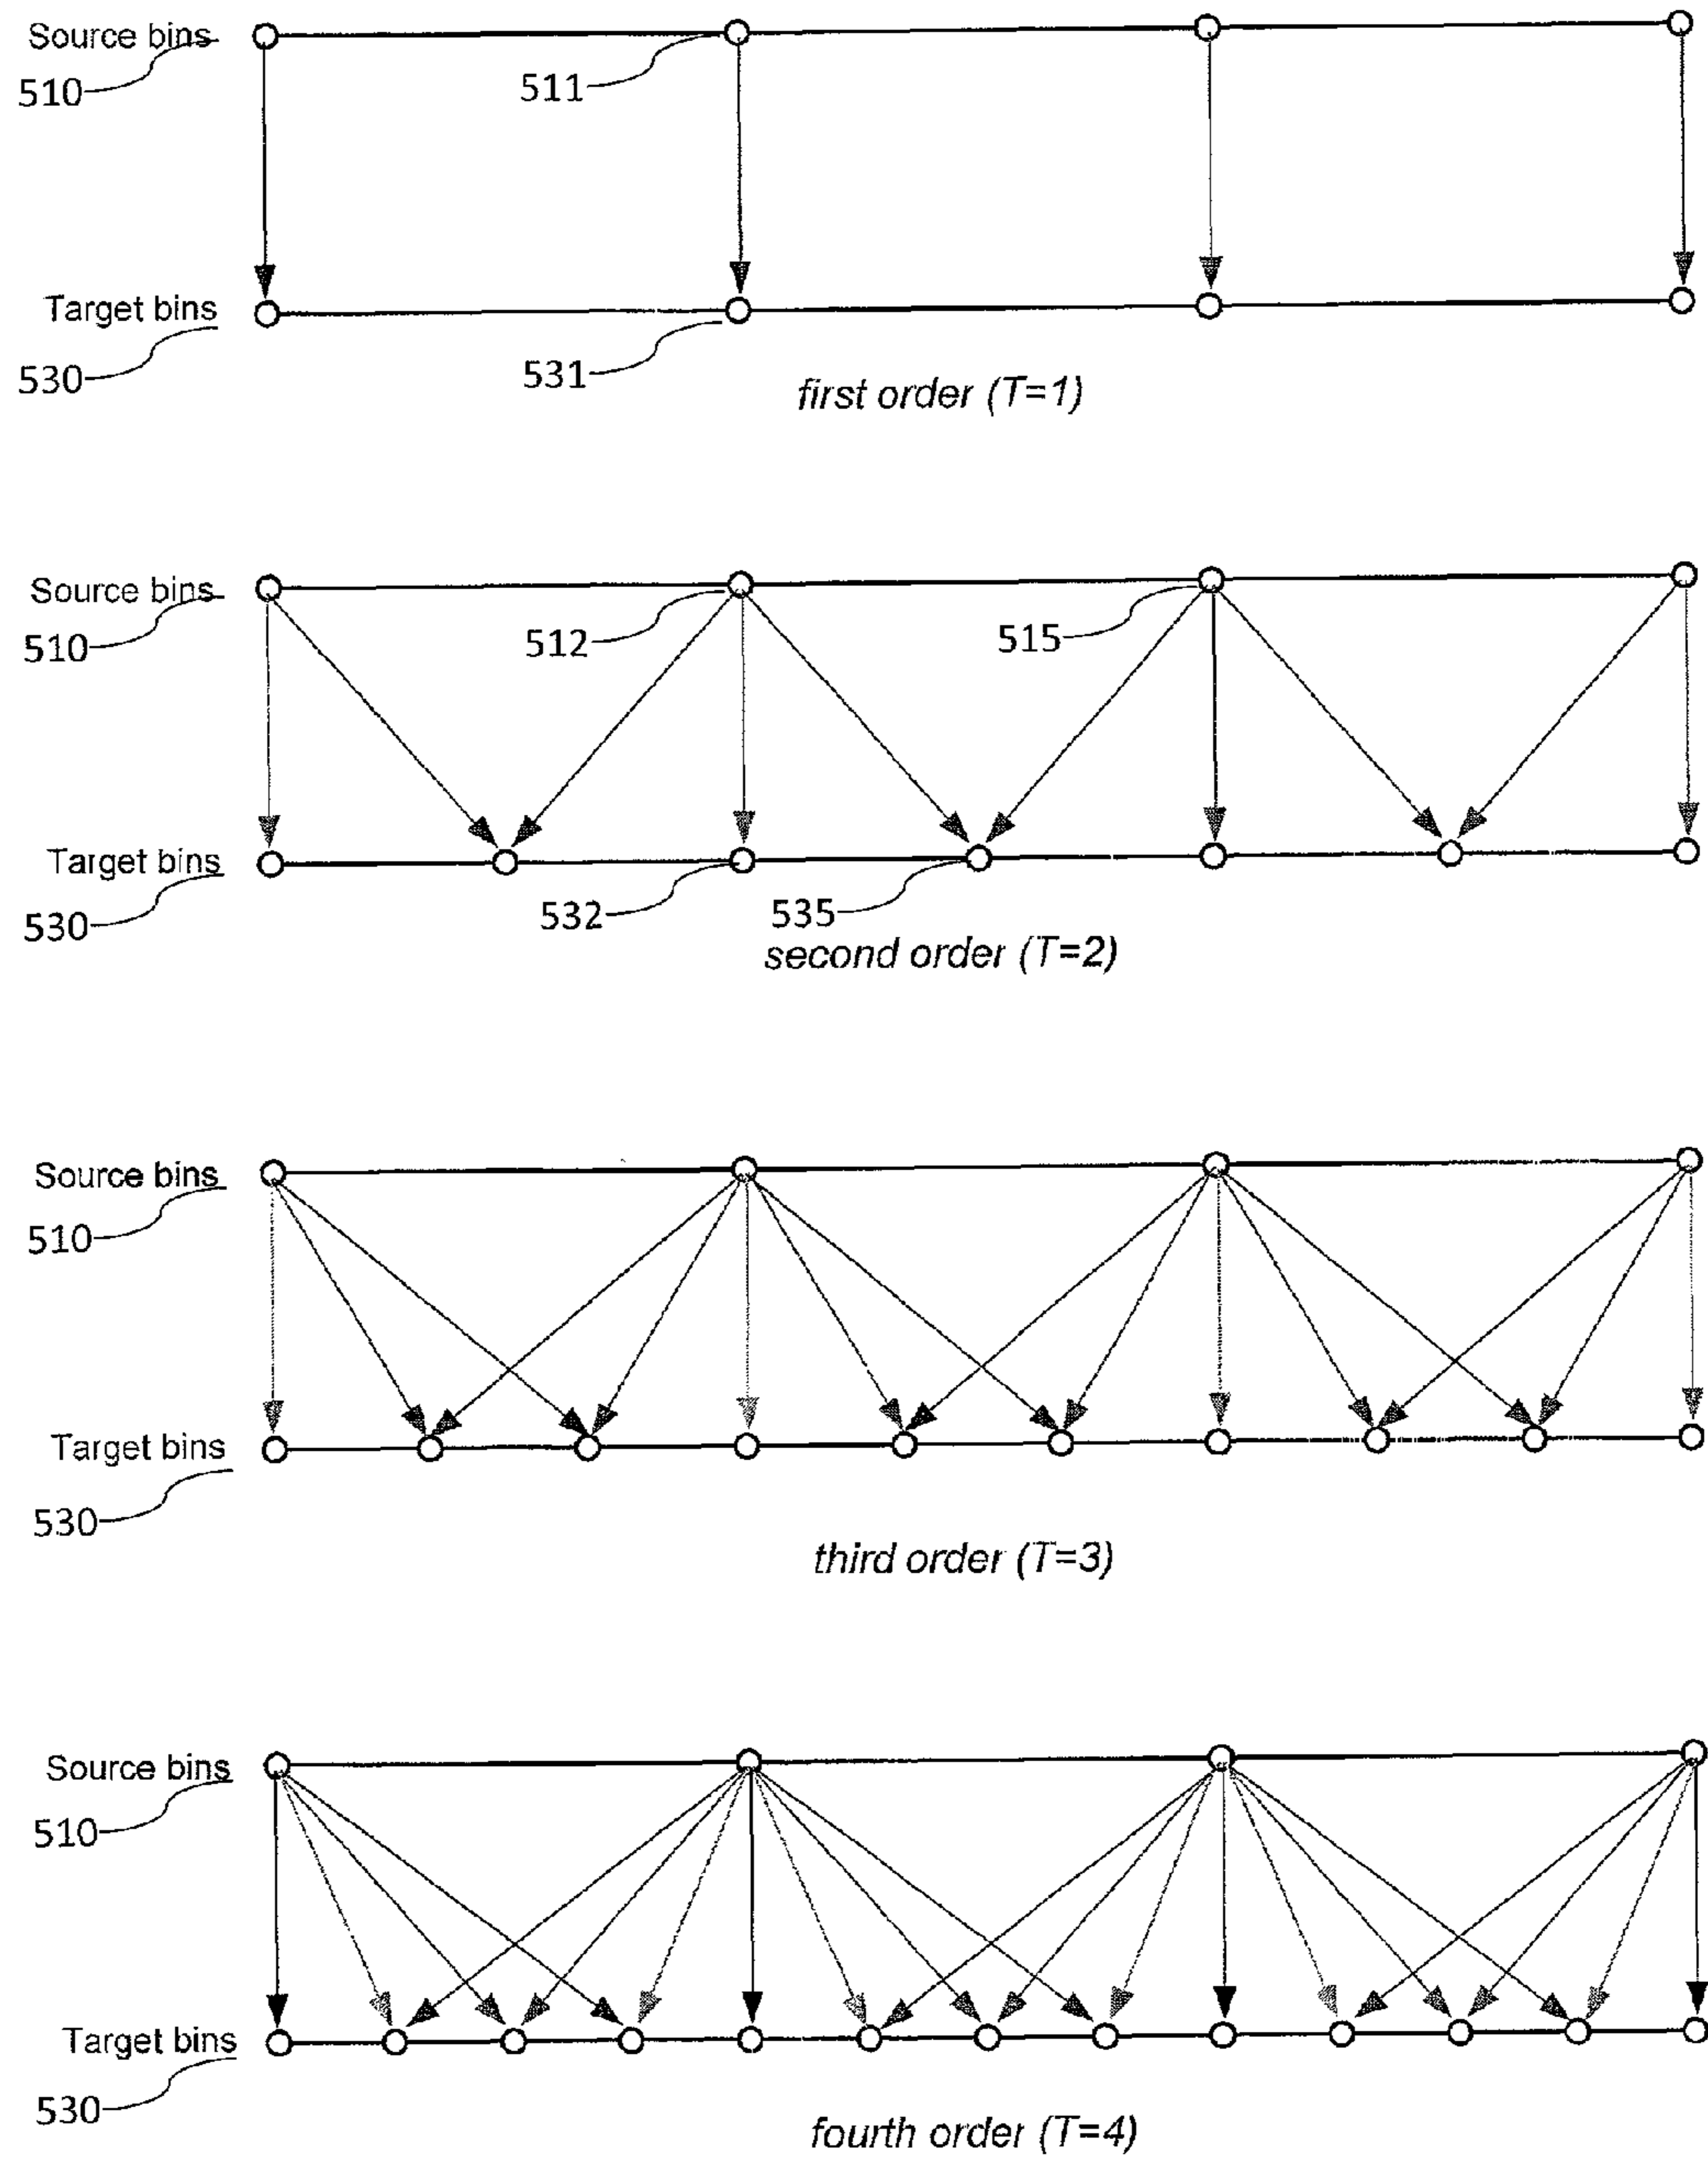 Source bins
510
511
Target bins
530
531
first order (T=1)
Source bins
510
512
515
Target bins
530
532
535
second order (T=2)
Source bins
510
Target bins
530
third order (T=3)
Source bins
510
Target bins
530
fourth order (T=4)